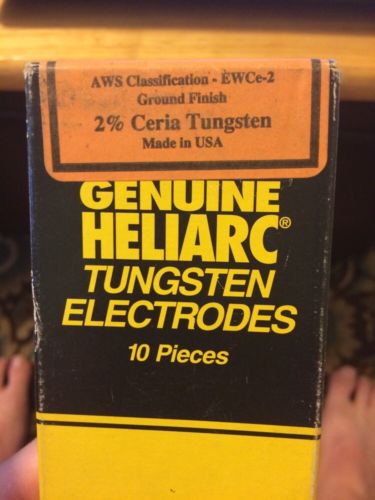 AWS Classification - EWCe-2
Ground Finish
2% Ceria Tungsten
Made in USA
GENUINE
HELIARC®
TUNGSTEN
ELECTRODES
10 Pieces